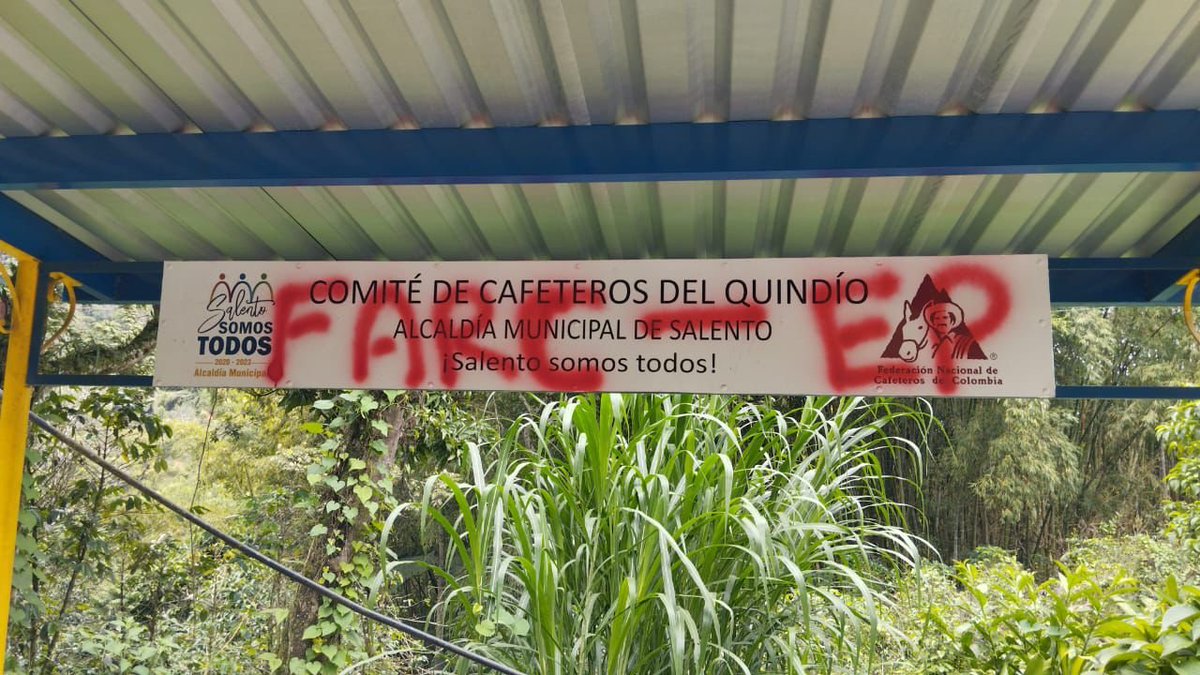 Salento
SOMOS
TODOS
2020 - 2023
Alcaldía Municipal
COMITÉ DE CAFETEROS DEL QUINDÍO
ALCALDÍA MUNICIPAL DE SALENTO
¡Salento somos todos!
FARC-EP
®
Federación Nacional de
Cafeteros de Colombia